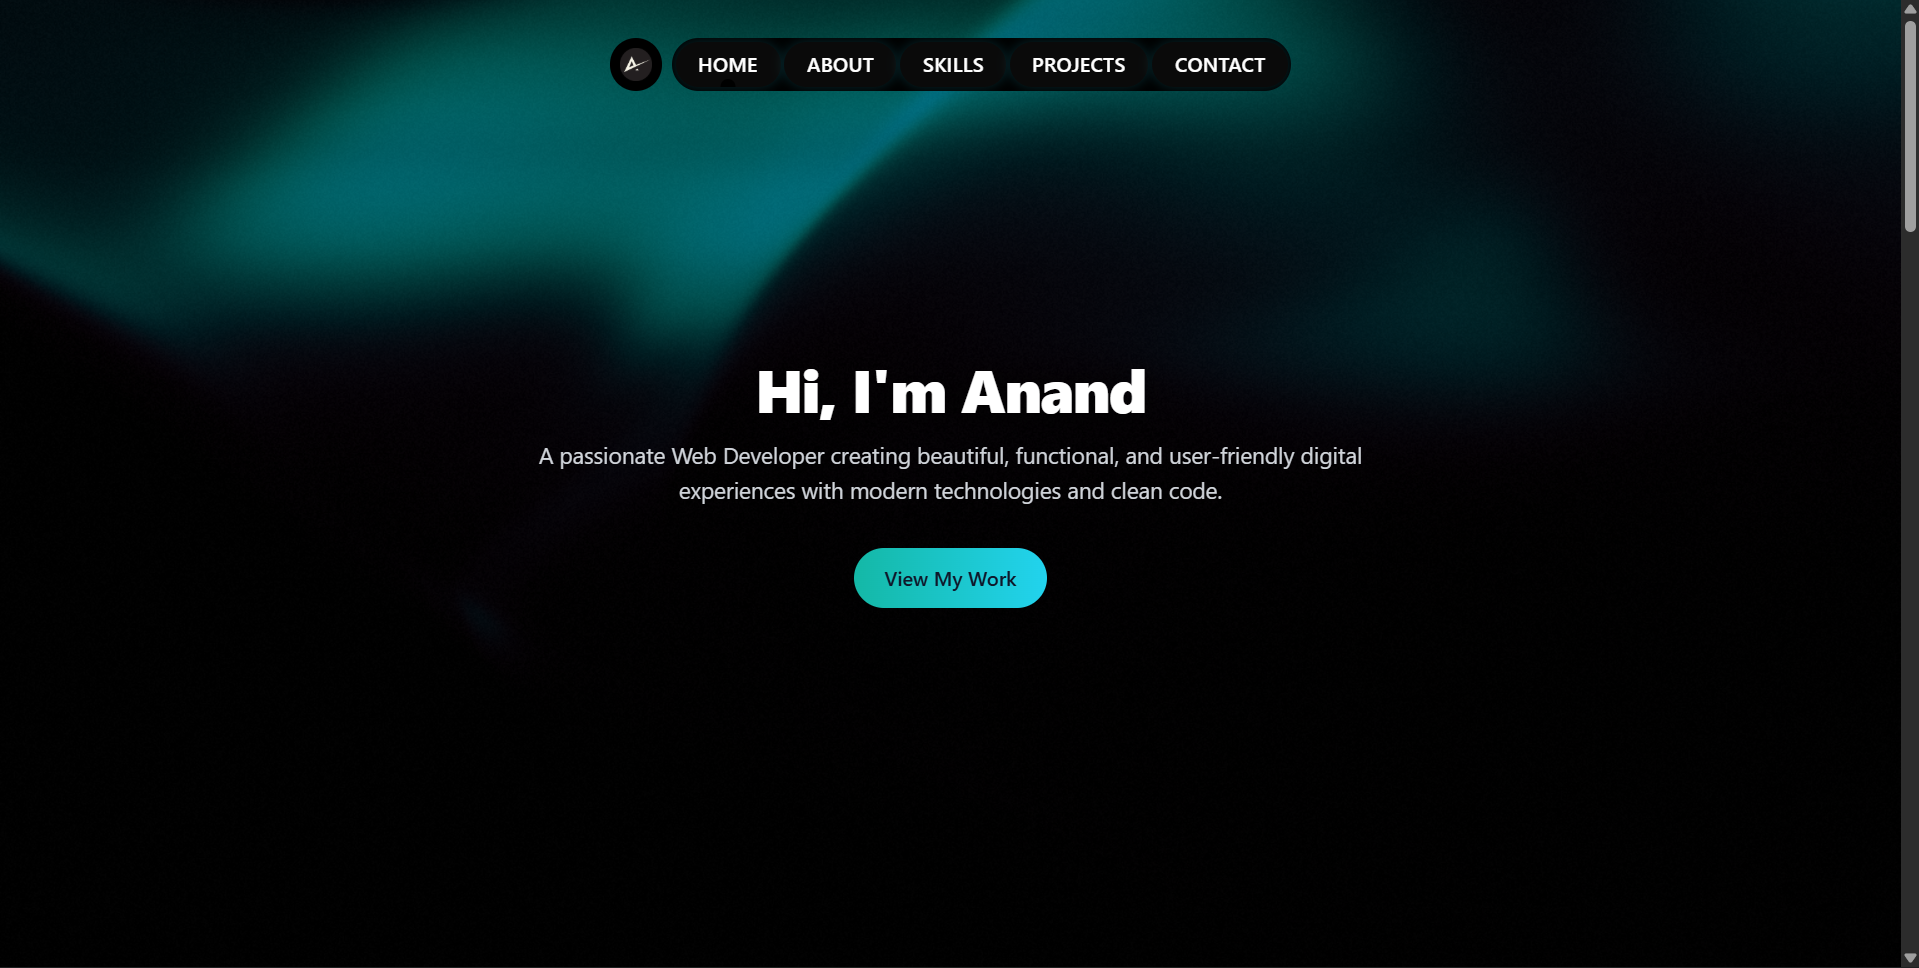 HOME ABOUT SKILLS PROJECTS CONTACT
Hi, I'm Anand
A passionate Web Developer creating beautiful, functional, and user-friendly digital
experiences with modern technologies and clean code.
View My Work